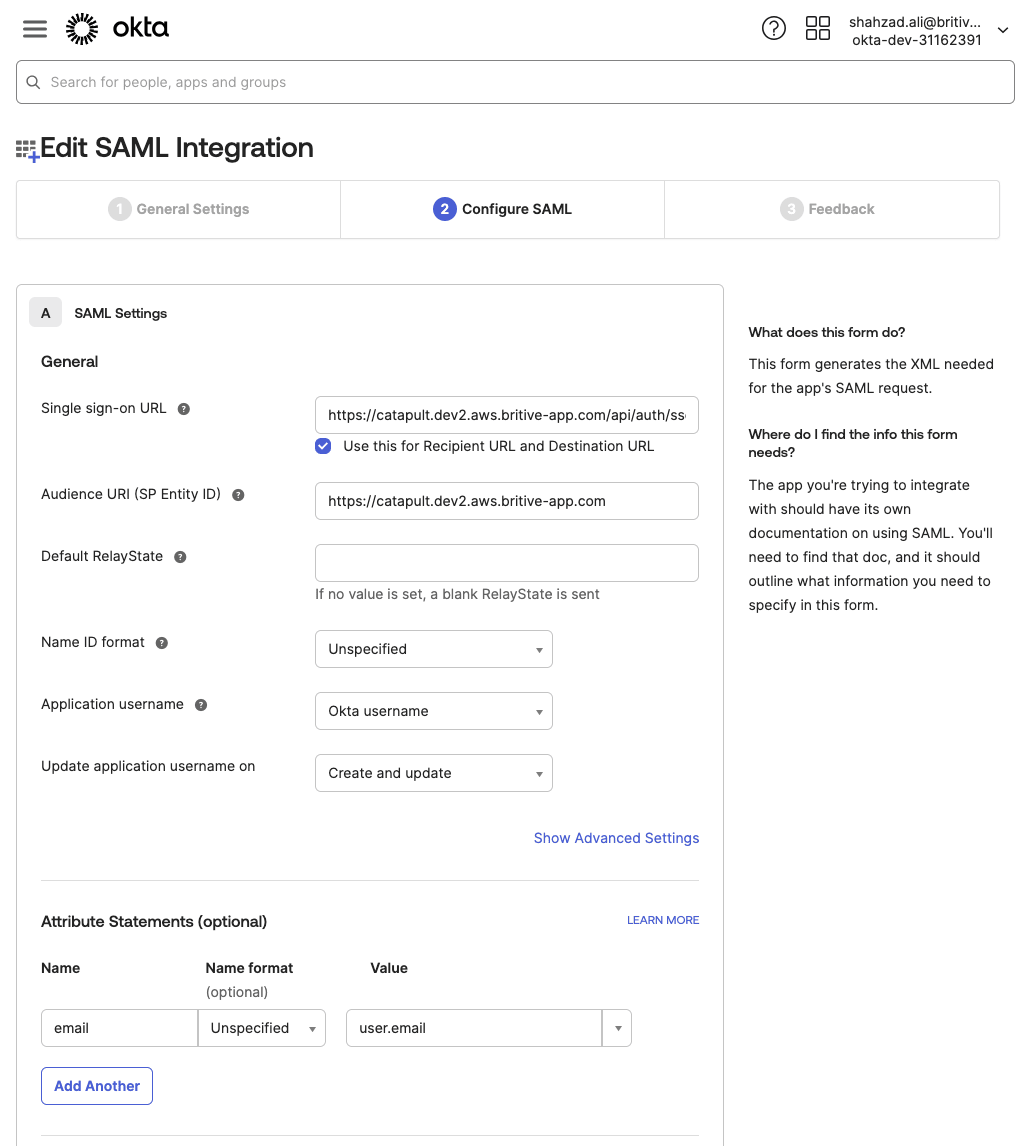 okta
shahzad.ali@britiv...
okta-dev-31162391
Search for people, apps and groups
Edit SAML Integration
1 General Settings
2 Configure SAML
3 Feedback
A SAML Settings
General
Single sign-on URL ?
https://catapult.dev2.aws.britive-app.com/api/auth/ss
Use this for Recipient URL and Destination URL
Audience URI (SP Entity ID) ?
https://catapult.dev2.aws.britive-app.com
Default RelayState ?
If no value is set, a blank RelayState is sent
Name ID format ?
Unspecified
Application username ?
Okta username
Update application username on
Create and update
Show Advanced Settings
Attribute Statements (optional)
LEARN MORE
Name
Name format
(optional)
Value
email
Unspecified
user.email
Add Another
What does this form do?
This form generates the XML needed
for the app's SAML request.
Where do I find the info this form
needs?
The app you're trying to integrate
with should have its own
documentation on using SAML. You'll
need to find that doc, and it should
outline what information you need to
specify in this form.